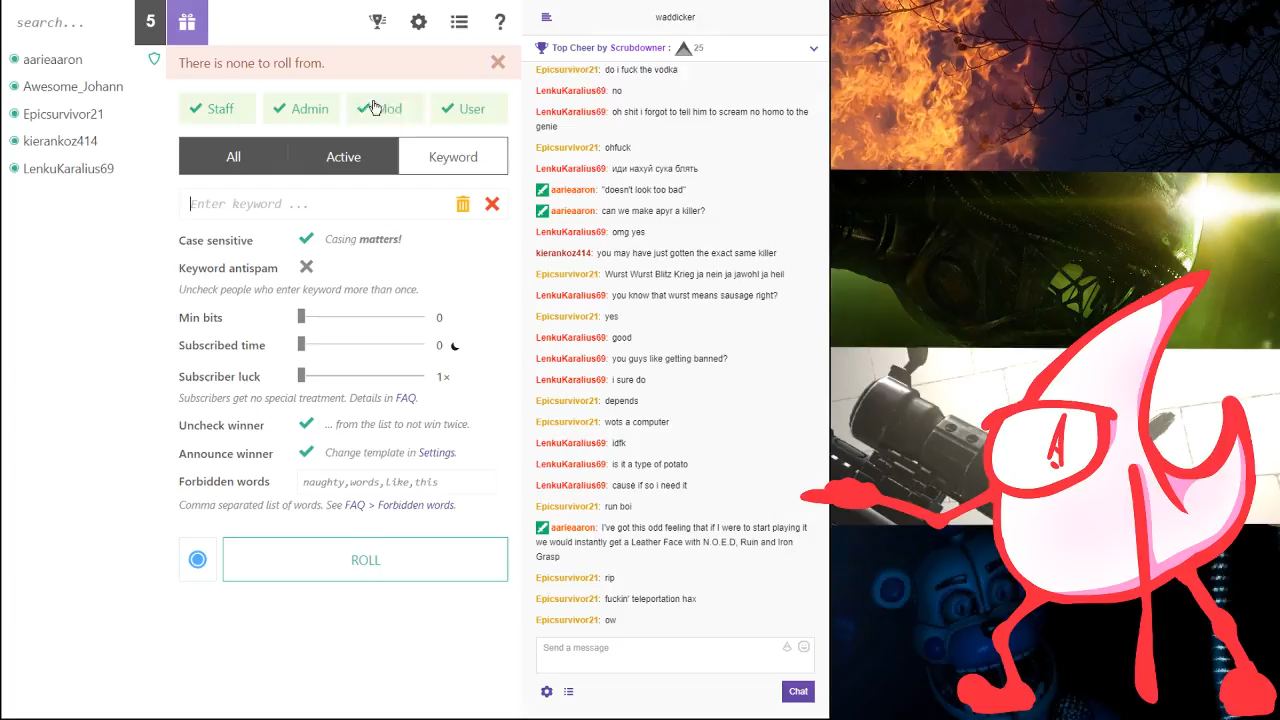 search...
5
aarieaaron
Awesome_Johann
Epicsurvivor21
kierankoz414
LenkuKaralius69
?
There is none to roll from.
Staff
Admin
Mod
User
All
Active
Keyword
Enter keyword ...
Case sensitive
Casing matters!
Keyword antispam
Uncheck people who enter keyword more than once.
Min bits
0
Subscribed time
0
Subscriber luck
1×
Subscribers get no special treatment. Details in FAQ.
Uncheck winner
... from the list to not win twice.
Announce winner
Change template in Settings.
Forbidden words
naughty,words,like,this
Comma separated list of words. See FAQ > Forbidden words.
ROLL
waddicker
Top Cheer by Scrubdowner : 25
Epicsurvivor21: do i fuck the vodka
LenkuKaralius69: no
LenkuKaralius69: oh shit i forgot to tell him to scream no homo to the
genie
Epicsurvivor21: ohfuck
LenkuKaralius69: иди нахуй сука блять
aarieaaron: "doesn't look too bad"
aarieaaron: can we make apyr a killer?
LenkuKaralius69: omg yes
kierankoz414: you may have just gotten the exact same killer
Epicsurvivor21: Wurst Wurst Blitz Krieg ja nein ja jawohl ja heil
LenkuKaralius69: you know that wurst means sausage right?
Epicsurvivor21: yes
LenkuKaralius69: good
LenkuKaralius69: you guys like getting banned?
LenkuKaralius69: i sure do
Epicsurvivor21: depends
Epicsurvivor21: wots a computer
LenkuKaralius69: idfk
LenkuKaralius69: is it a type of potato
LenkuKaralius69: cause if so i need it
Epicsurvivor21: run boi
aarieaaron: I've got this odd feeling that if I were to start playing it
we would instantly get a Leather Face with N.O.E.D, Ruin and Iron
Grasp
Epicsurvivor21: rip
Epicsurvivor21: fuckin' teleportation hax
Epicsurvivor21: ow
Send a message
Chat